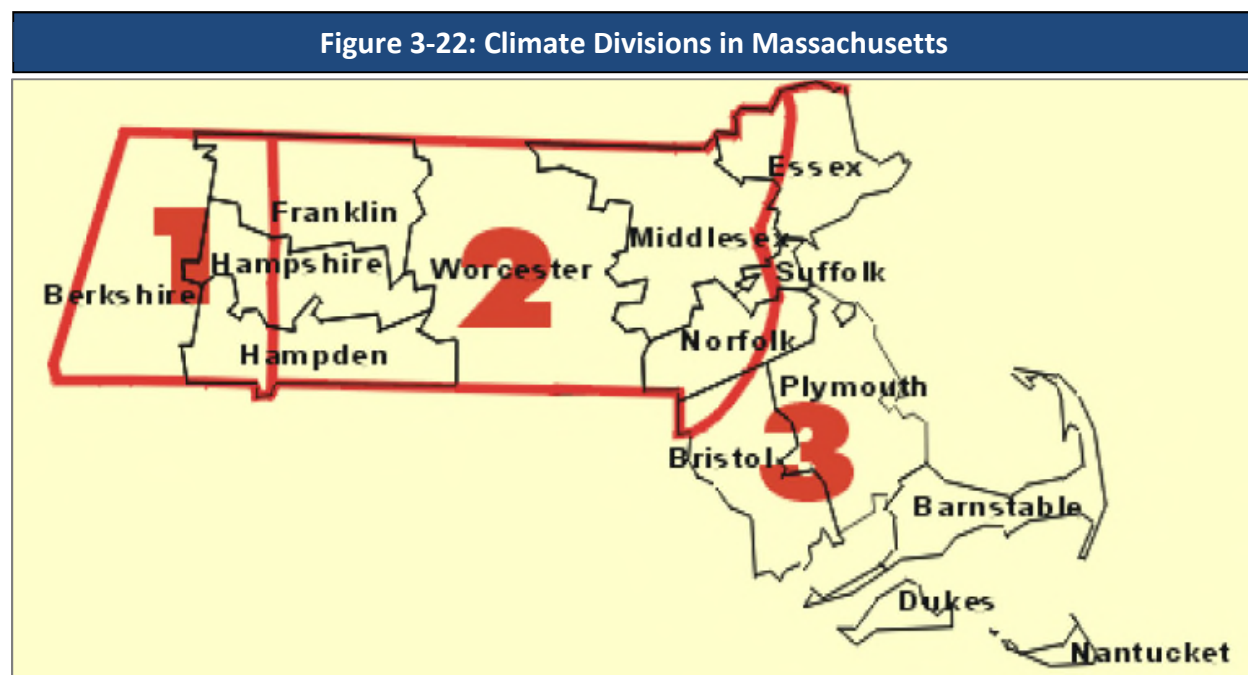 Figure 3-22: Climate Divisions in Massachusetts
Essex
Franklin
Middlesex
1
Hampshire
2
Worcester
Suffolk
Berkshire
Norfolk
Hampden
Plymouth
3
Bristol
Barnstable
Dukes
Nantucket